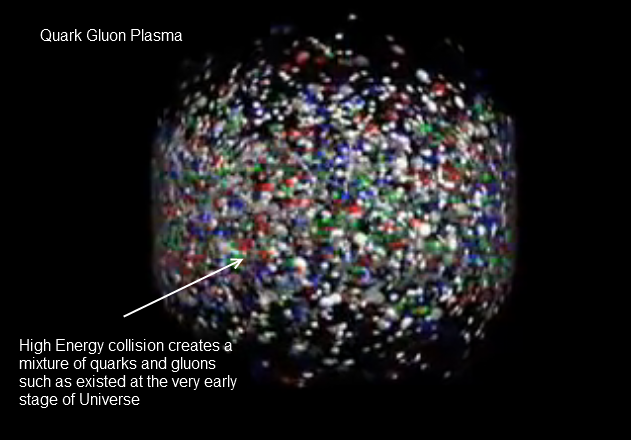 Quark Gluon Plasma
High Energy collision creates a
mixture of quarks and gluons
such as existed at the very early
stage of Universe